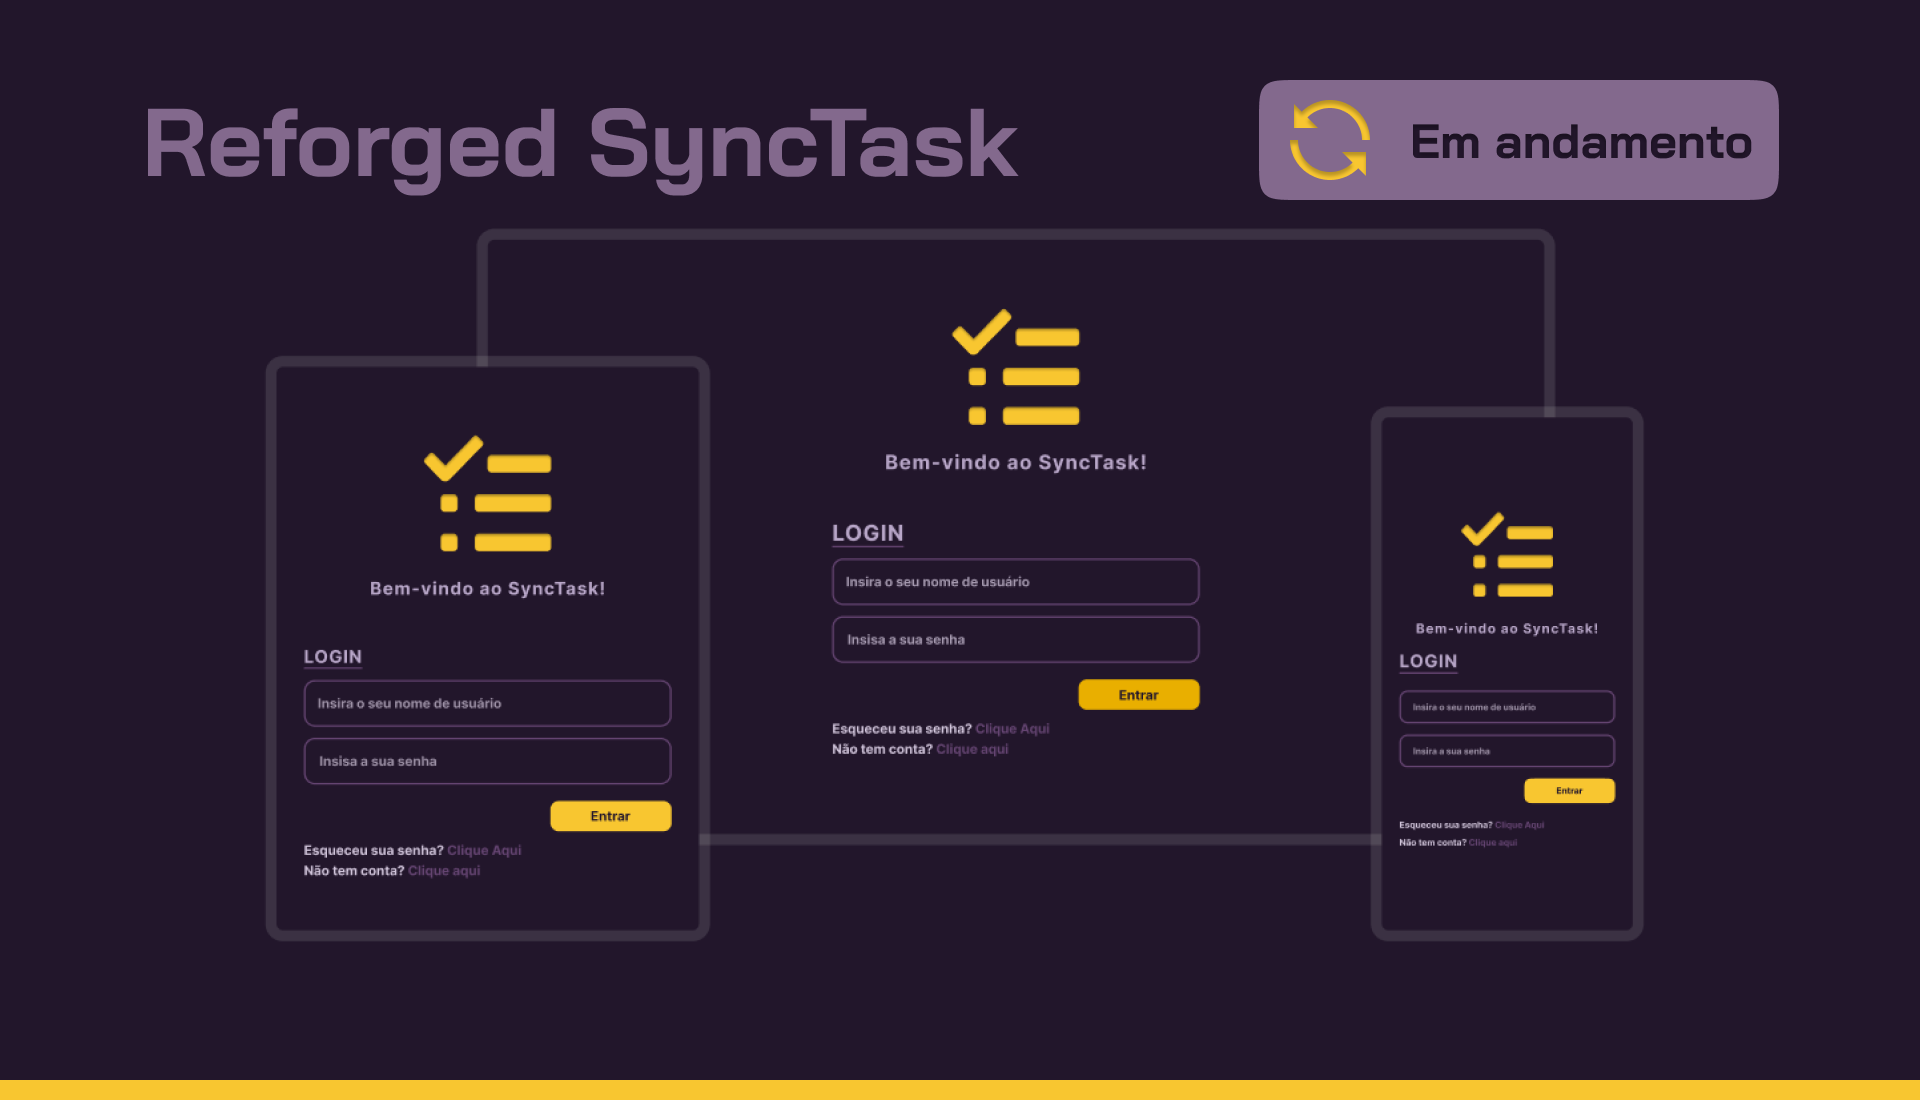 Reforged SyncTask
Em andamento
Bem-vindo ao SyncTask!
LOGIN
Insira o seu nome de usuário
Insisa a sua senha
Entrar
Esqueceu sua senha? Clique Aqui
Não tem conta? Clique aqui
Bem-vindo ao SyncTask!
LOGIN
Insira o seu nome de usuário
Insisa a sua senha
Entrar
Esqueceu sua senha? Clique Aqui
Não tem conta? Clique aqui
Bem-vindo ao SyncTask!
LOGIN
Insira o seu nome de usuário
Insira a sua senha
Entrar
Esqueceu sua senha? Clique Aqui
Não tem conta? Clique aqui